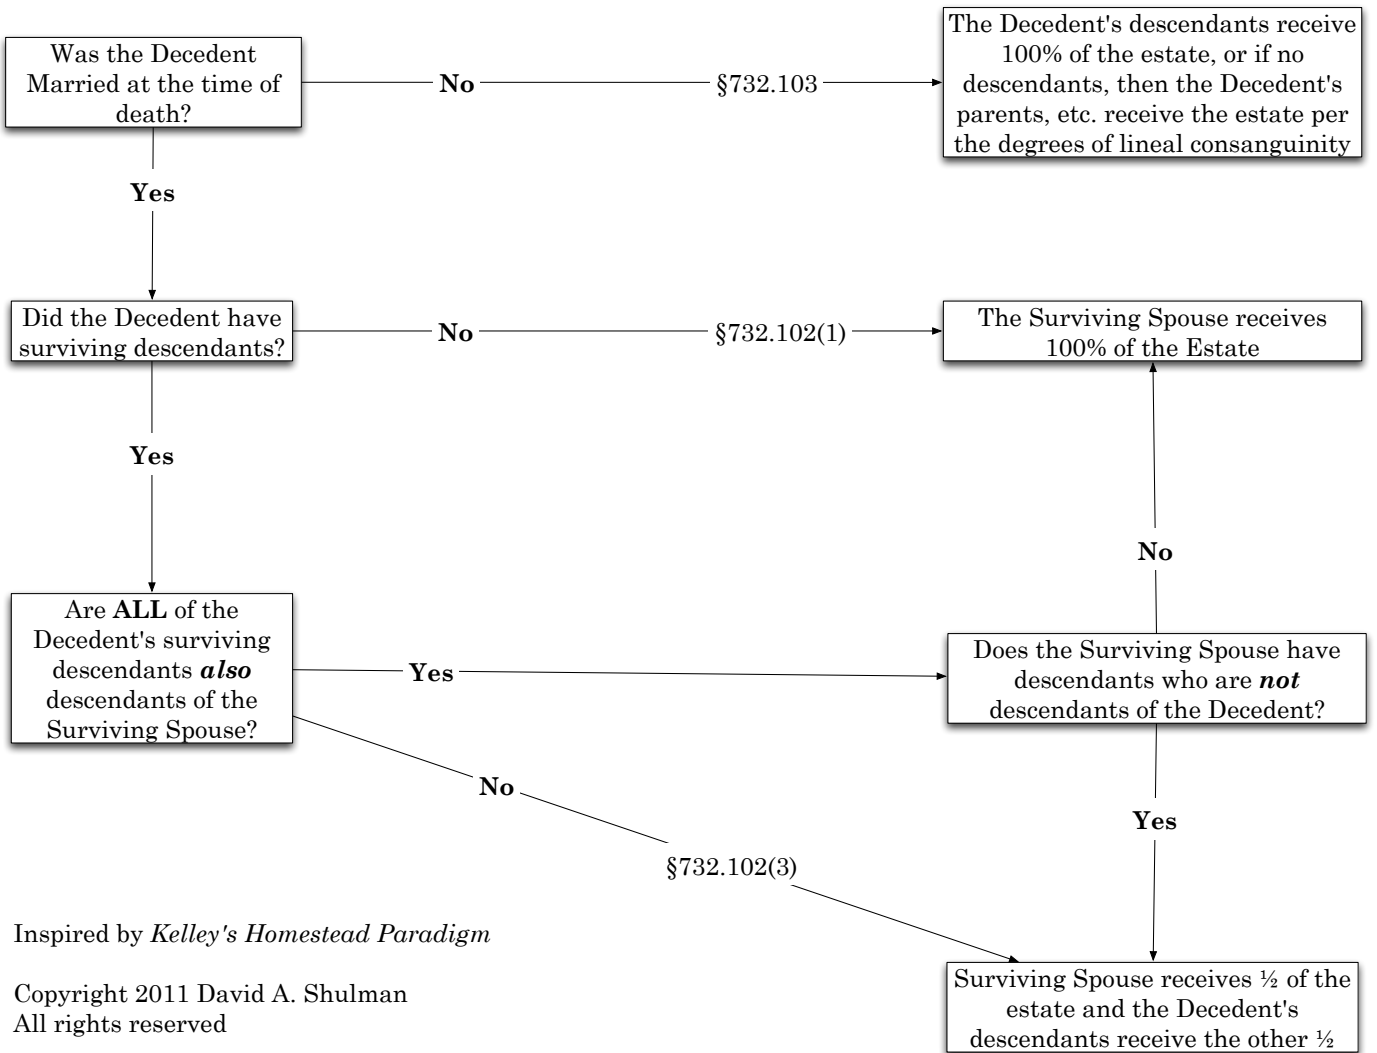 Was the Decedent
Married at the time of
death?
No
§732.103
The Decedent's descendants receive
100% of the estate, or if no
descendants, then the Decedent's
parents, etc. receive the estate per
the degrees of lineal consanguinity
Yes
Did the Decedent have
surviving descendants?
No
§732.102(1)
The Surviving Spouse receives
100% of the Estate
Yes
No
Are ALL of the
Decedent's surviving
descendants also
descendants of the
Surviving Spouse?
Yes
Does the Surviving Spouse have
descendants who are not
descendants of the Decedent?
No
Yes
§732.102(3)
Surviving Spouse receives ½ of the
estate and the Decedent's
descendants receive the other ½
Inspired by Kelley's Homestead Paradigm
Copyright 2011 David A. Shulman
All rights reserved